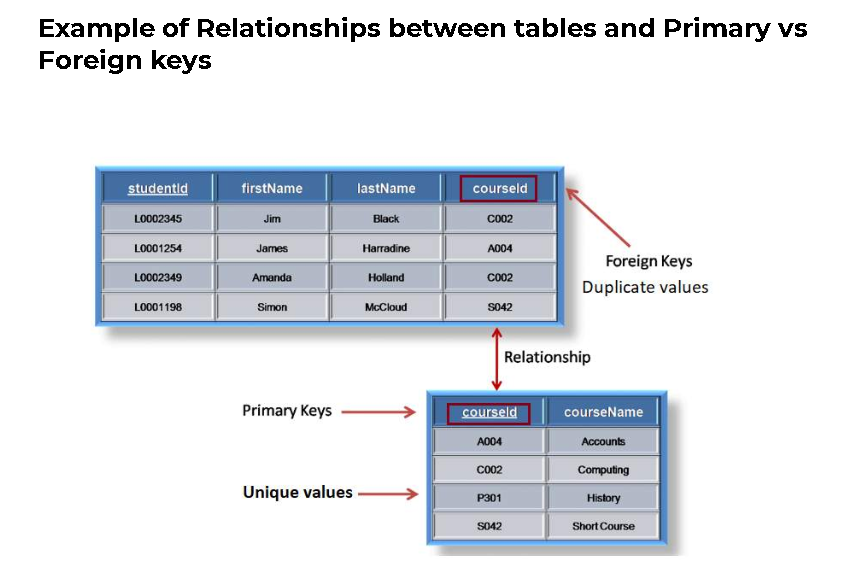 Example of Relationships between tables and Primary vs
Foreign keys
studentId firstName lastName courseId
L0002345 Jim Black C002
L0001254 James Harradine A004
L0002349 Amanda Holland C002
L0001198 Simon McCloud S042
Foreign Keys
Duplicate values
Relationship
Primary Keys
courseId courseName
A004 Accounts
C002 Computing
Unique values
P301 History
S042 Short Course